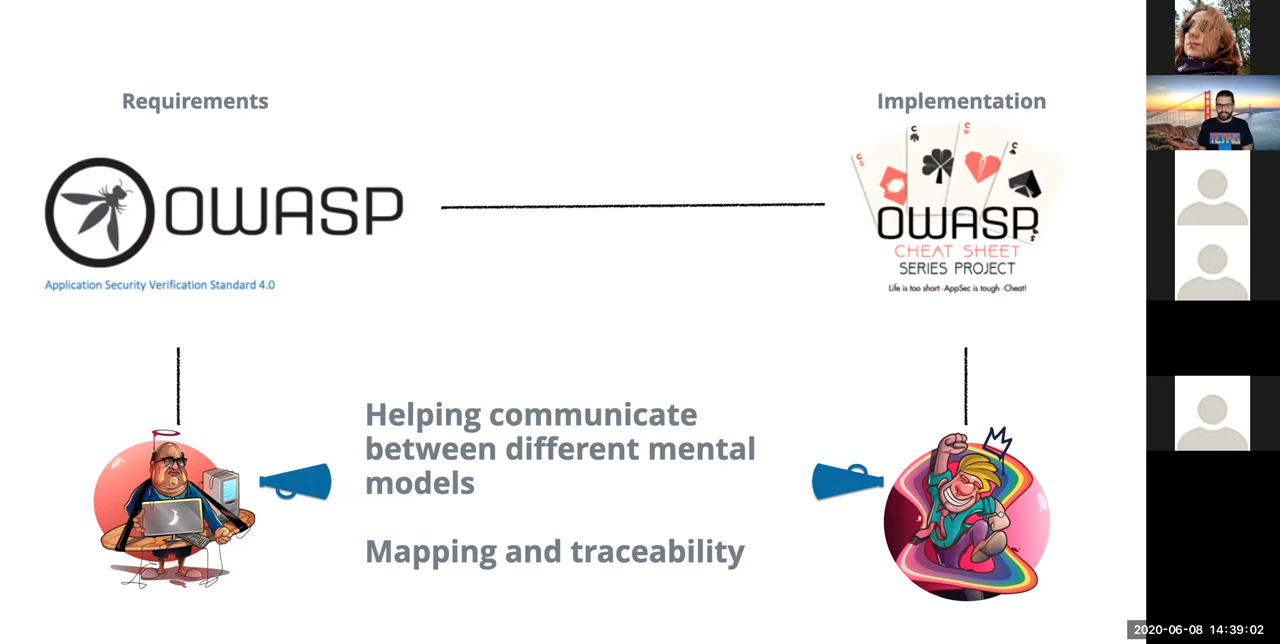 Requirements
Implementation
OWASP
Application Security Verification Standard 4.0
C
C
C
C
OWASP
CHEAT SHEET
SERIES PROJECT
Life is too short · AppSec is tough · Cheat!
Helping communicate
between different mental
models
Mapping and traceability
2020-06-08 14:39:02